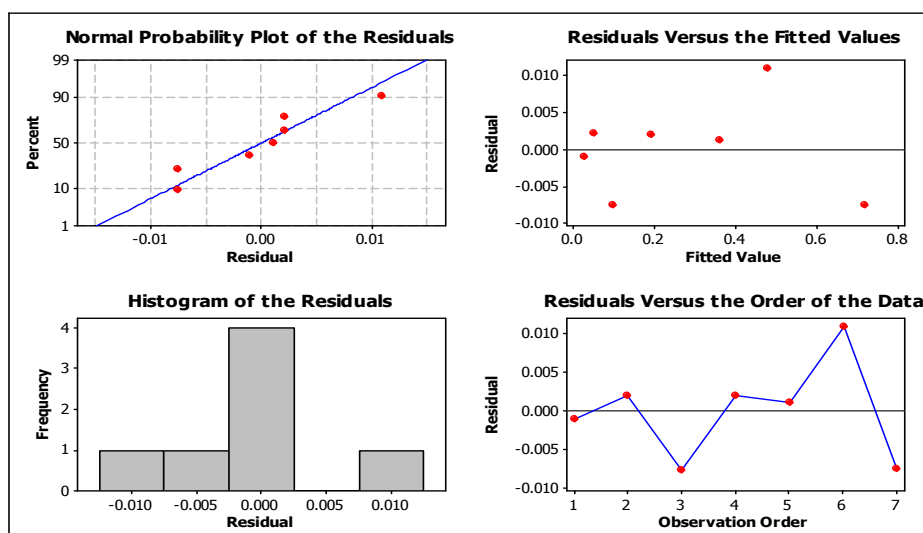 Normal Probability Plot of the Residuals
99
90
50
10
1
Percent
-0.01 0.00 0.01
Residual
Residuals Versus the Fitted Values
0.010
0.005
0.000
-0.005
-0.010
Residual
0.0 0.2 0.4 0.6 0.8
Fitted Value
Histogram of the Residuals
4
3
2
1
0
Frequency
-0.010 -0.005 0.000 0.005 0.010
Residual
Residuals Versus the Order of the Data
0.010
0.005
0.000
-0.005
-0.010
Residual
1 2 3 4 5 6 7
Observation Order